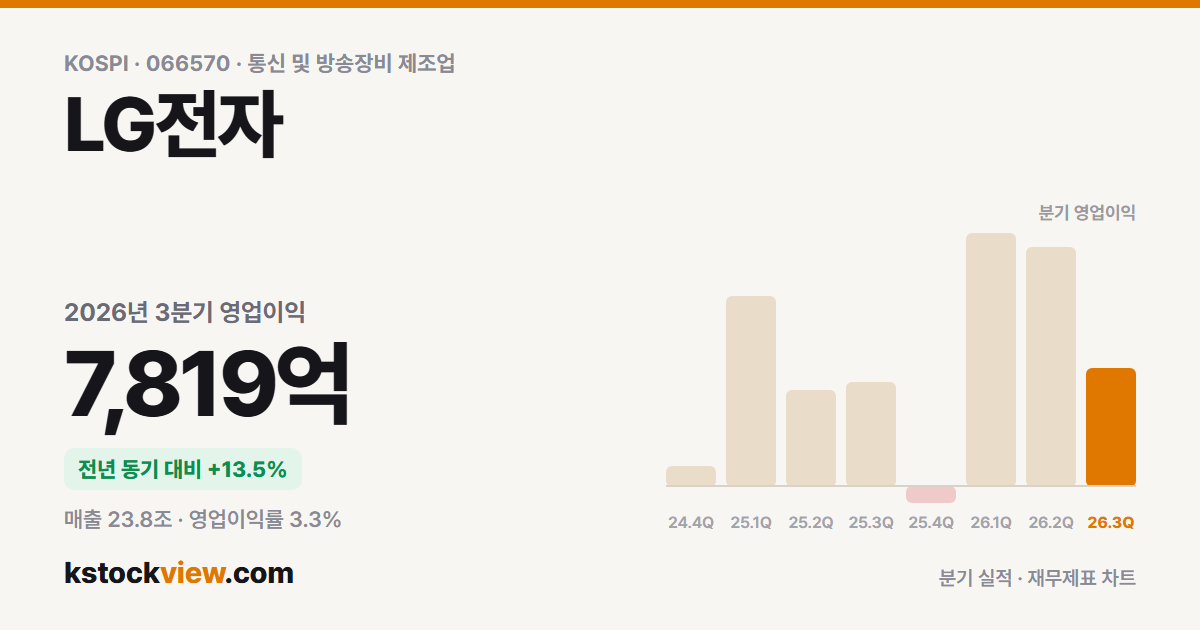 KOSPI · 066570 · 통신 및 방송장비 제조업
LG전자
분기 영업이익
2026년 3분기 영업이익
7,819억
전년 동기 대비 +13.5%
매출 23.8조 · 영업이익률 3.3%
24.4Q 25.1Q 25.2Q 25.3Q 25.4Q 26.1Q 26.2Q 26.3Q
kstockview.com
분기 실적 · 재무제표 차트